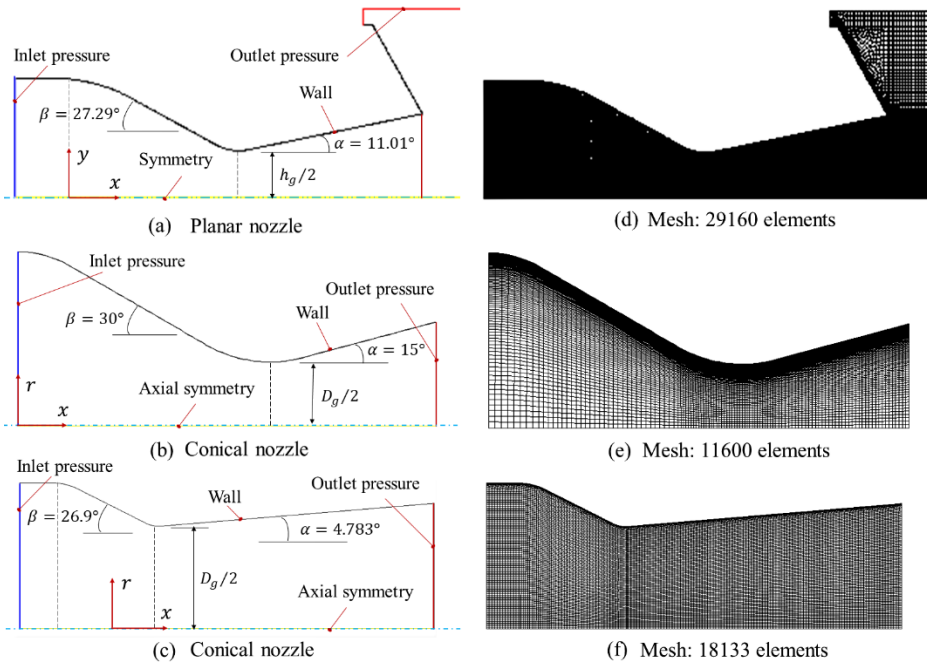 Inlet pressure
Outlet pressure
Wall
β = 27.29°
α = 11.01°
y
Symmetry
x
h_g/2
(a) Planar nozzle
(d) Mesh: 29160 elements
Inlet pressure
Outlet pressure
Wall
β = 30°
α = 15°
r
Axial symmetry
x
D_g/2
(b) Conical nozzle
(e) Mesh: 11600 elements
Inlet pressure
Outlet pressure
Wall
β = 26.9°
α = 4.783°
D_g/2
r
x
Axial symmetry
(c) Conical nozzle
(f) Mesh: 18133 elements